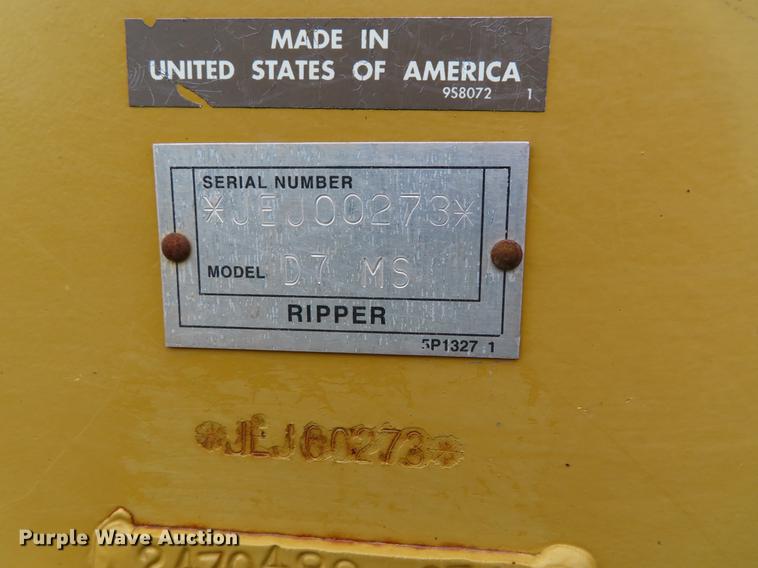 MADE IN
UNITED STATES OF AMERICA
9S8072 1
SERIAL NUMBER
*JEJ00273*
MODEL D7 MS
RIPPER
5P1327 1
*JEJ00273*
Purple Wave Auction